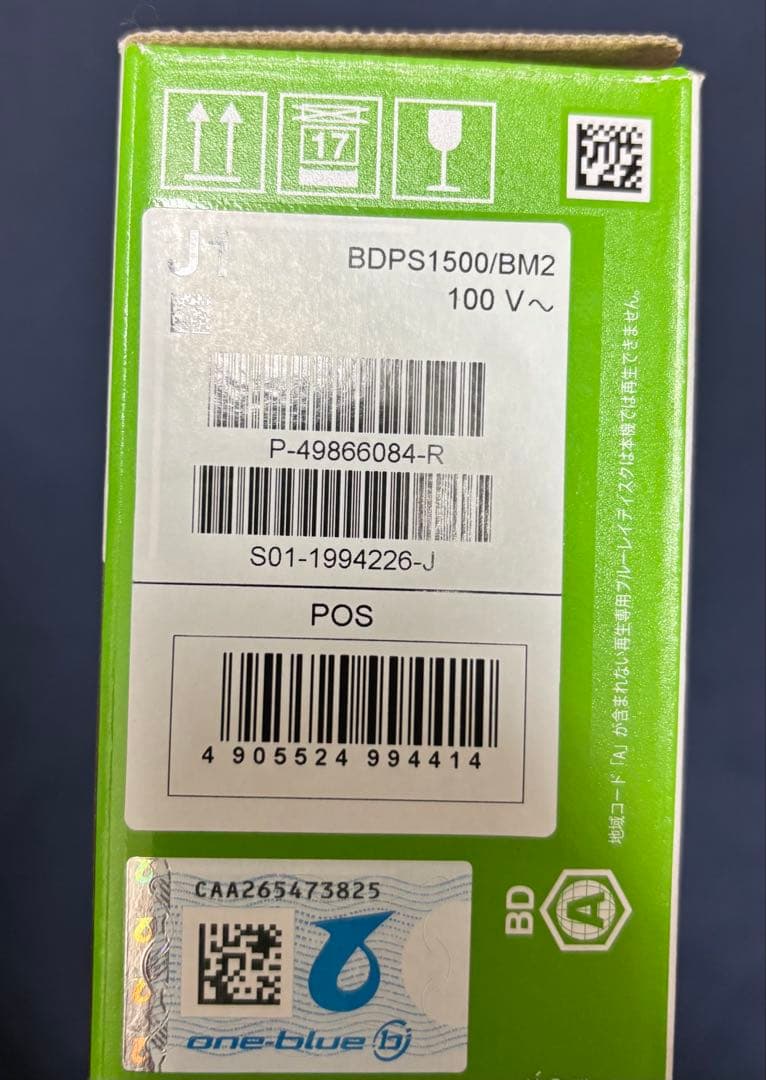 17
J1
BDPS1500/BM2
100 V~
P-49866084-R
S01-1994226-J
POS
4 905524 994414
地域コード「A」が含まれない再生専用ブルーレイディスクは本機では再生できません。
CAA265473825
BD
A
one-blue